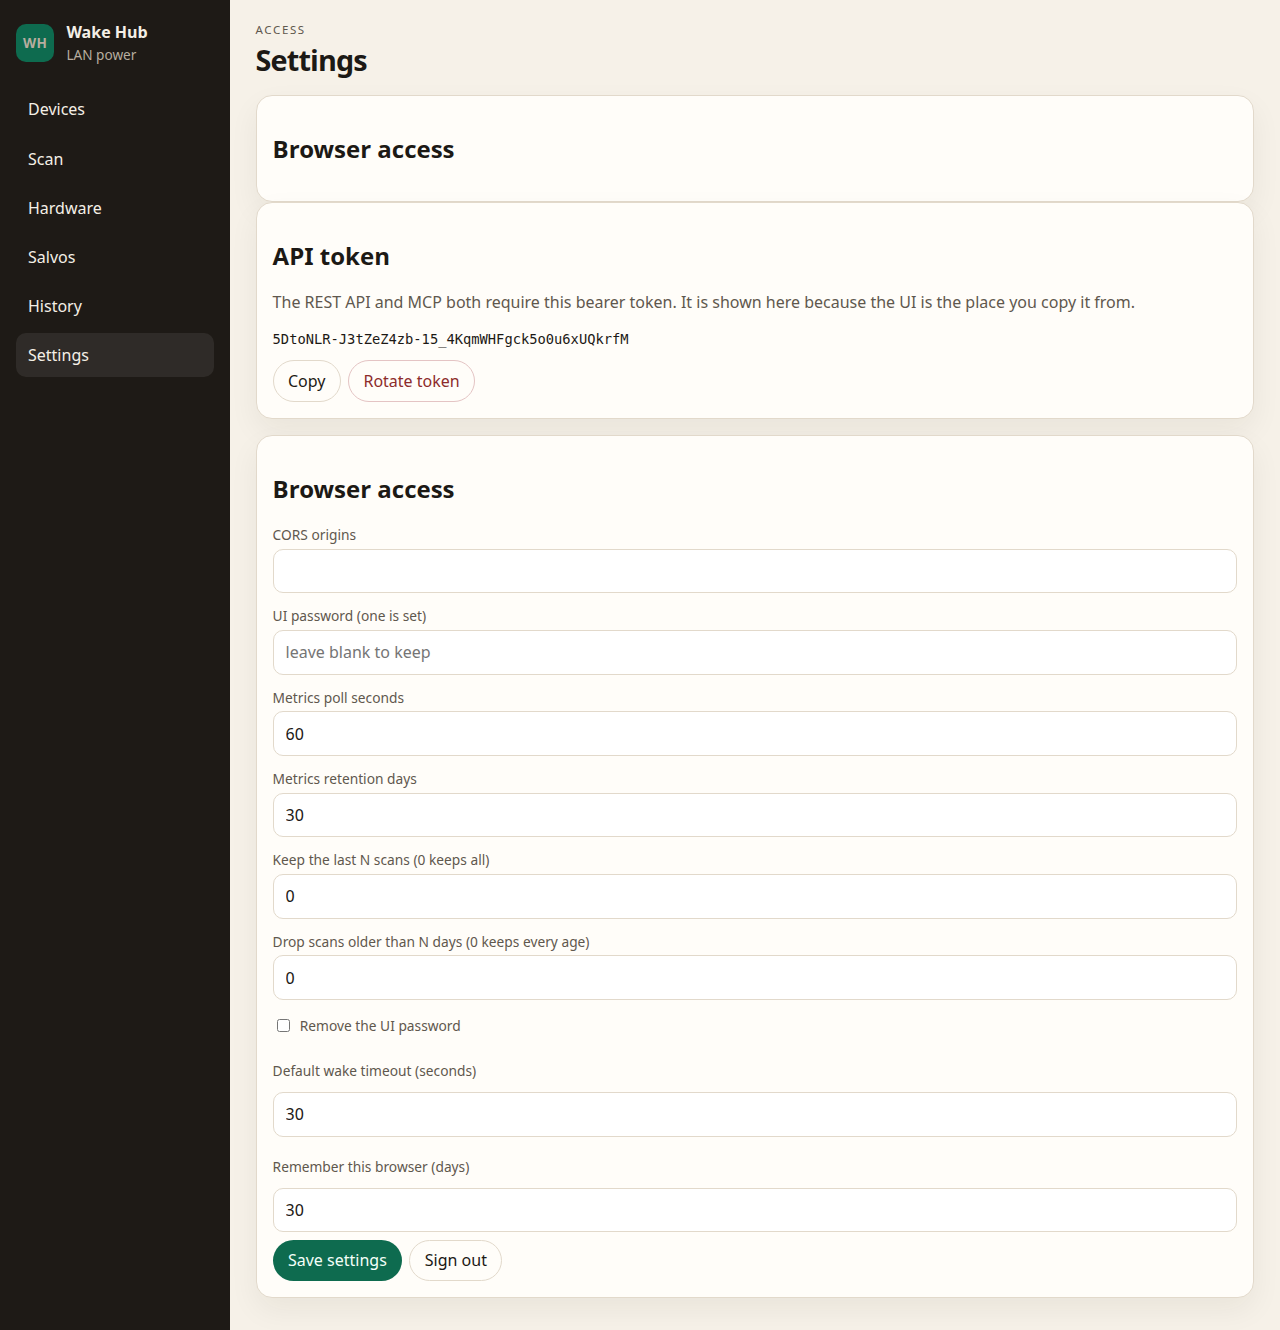 WH
Wake Hub
LAN power
Devices
Scan
Hardware
Salvos
History
Settings
ACCESS
Settings
Browser access
API token
The REST API and MCP both require this bearer token. It is shown here because the UI is the place you copy it from.
5DtoNLR-J3tZeZ4zb-15_4KqmWHFgck5o0u6xUQkrfM
Copy
Rotate token
Browser access
CORS origins
UI password (one is set)
leave blank to keep
Metrics poll seconds
60
Metrics retention days
30
Keep the last N scans (0 keeps all)
0
Drop scans older than N days (0 keeps every age)
0
Remove the UI password
Default wake timeout (seconds)
30
Remember this browser (days)
30
Save settings
Sign out